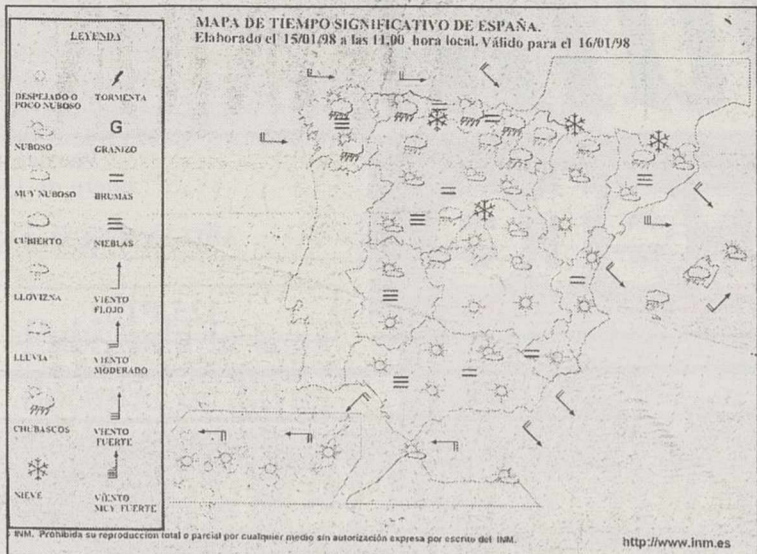 MAPA DE TIEMPO SIGNIFICATIVO DE ESPAÑA.
Elaborado el 15/01/98 a las 11,00 hora local. Válido para el 16/01/98
LEYENDA
DESPEJADO O POCO NUBOSO
TORMENTA
NUBOSO
G
GRANIZO
MUY NUBOSO
BRUMAS
CUBIERTO
NIEBLAS
LLOVIZNA
VIENTO FLOJO
LLUVIA
VIENTO MODERADO
CHUBASCOS
VIENTO FUERTE
NIEVE
VIENTO MUY FUERTE
INM. Prohibida su reproduccion total o parcial por cualquier medio sin autorización expresa por escrito del INM.
http://www.inm.es